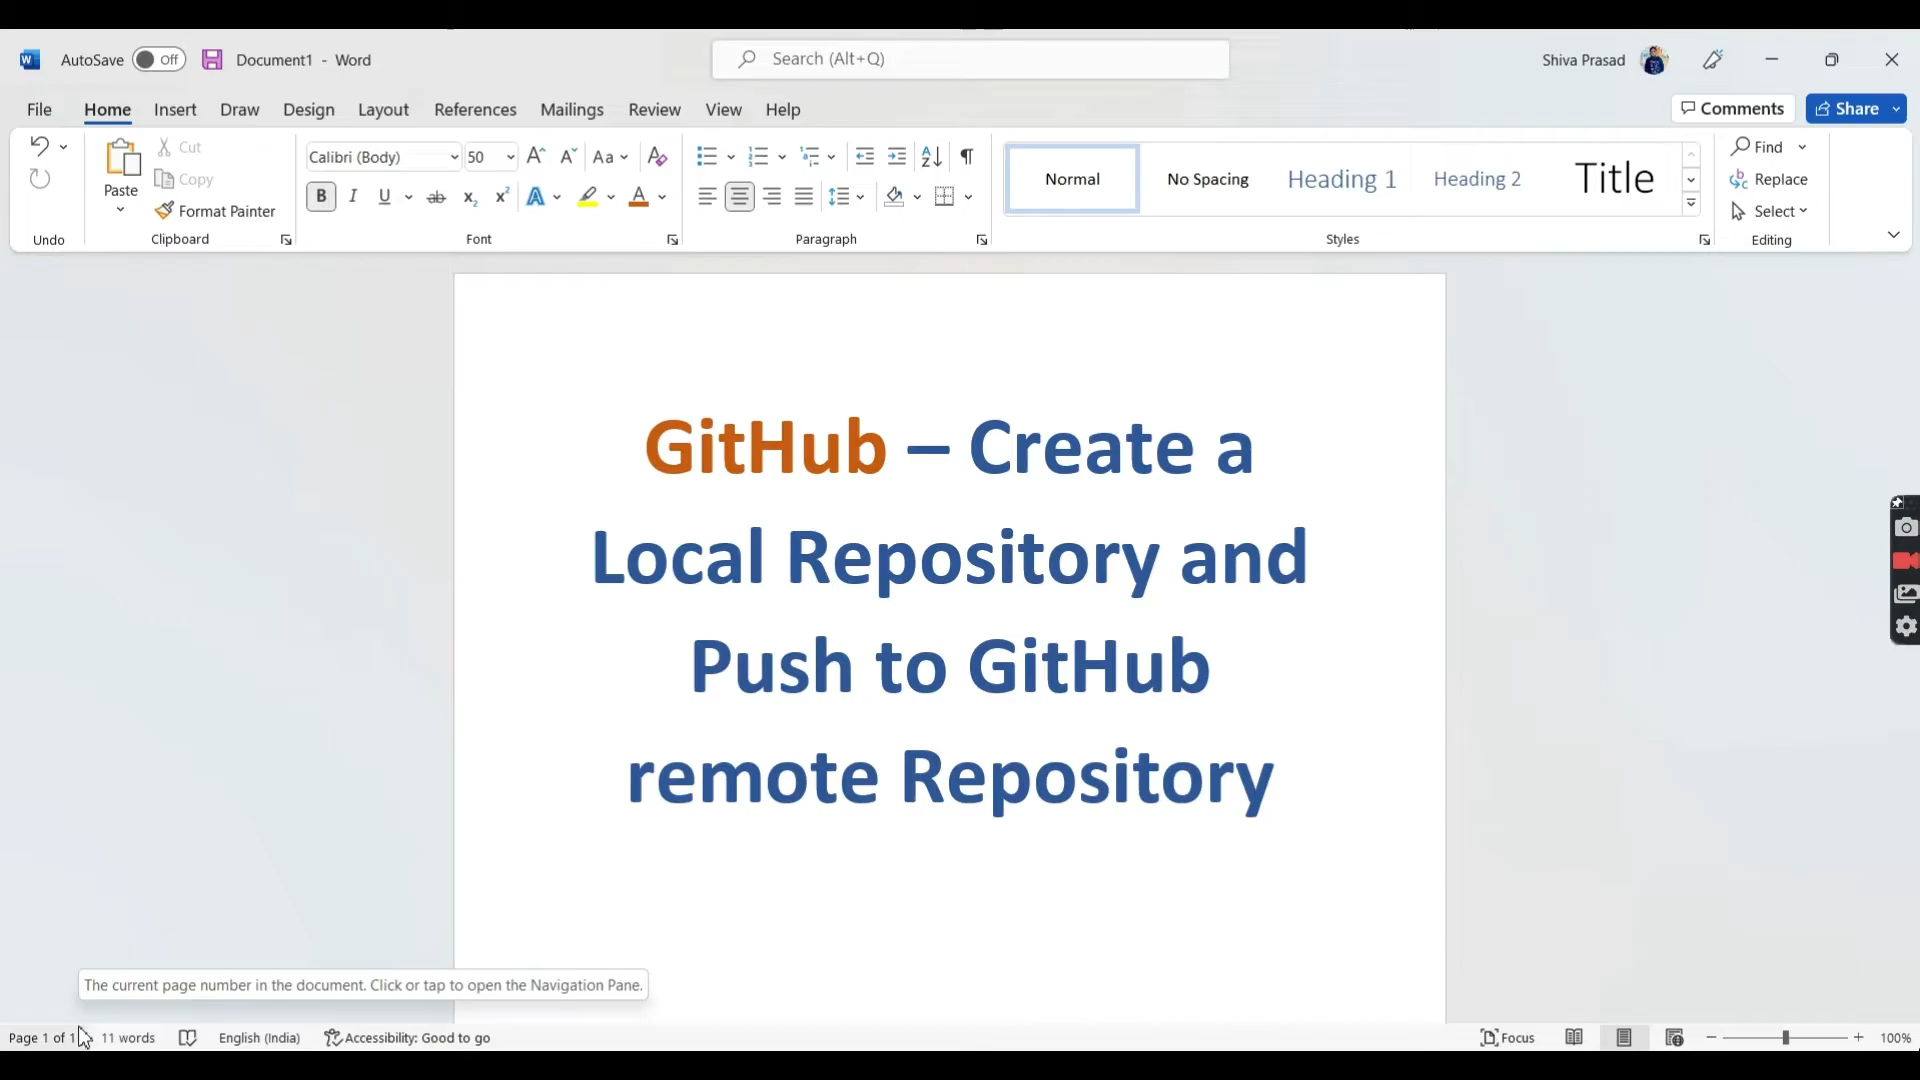 AutoSave Off Document1 - Word Search (Alt+Q) Shiva Prasad
File Home Insert Draw Design Layout References Mailings Review View Help Comments Share
Paste Cut Copy Format Painter
Calibri (Body) 50 Aa
Normal No Spacing Heading 1 Heading 2 Title
Find Replace Select
Undo Clipboard Font Paragraph Styles Editing
GitHub – Create a
Local Repository and
Push to GitHub
remote Repository
The current page number in the document. Click or tap to open the Navigation Pane.
Page 1 of 1 11 words English (India) Accessibility: Good to go Focus 100%